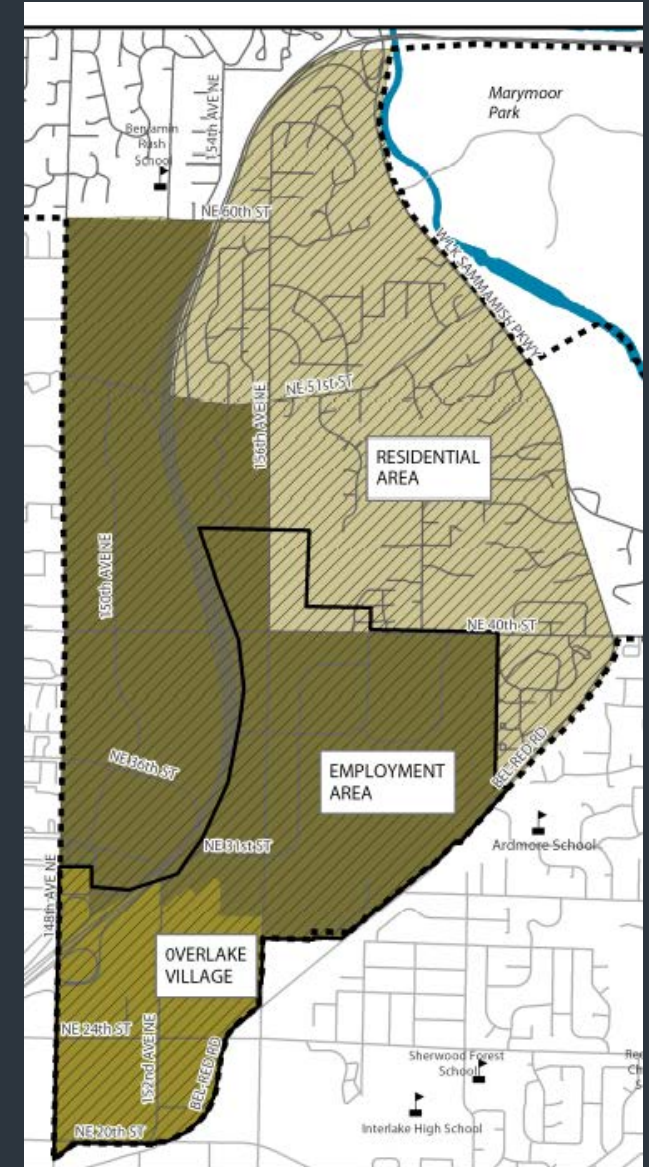 Marymoor
Park
Benjamin
Rush
School
154th AVE NE
NE 60th ST
W LK SAMMAMISH PKWY
NE 51st ST
156th AVE NE
RESIDENTIAL
AREA
150th AVE NE
NE 40th ST
NE 36th ST
EMPLOYMENT
AREA
BEL-RED RD
NE 31st ST
Ardmore School
148th AVE NE
OVERLAKE
VILLAGE
NE 24th ST
152nd AVE NE
BEL-RED RD
Sherwood Forest
School
Interlake High School
NE 20th ST